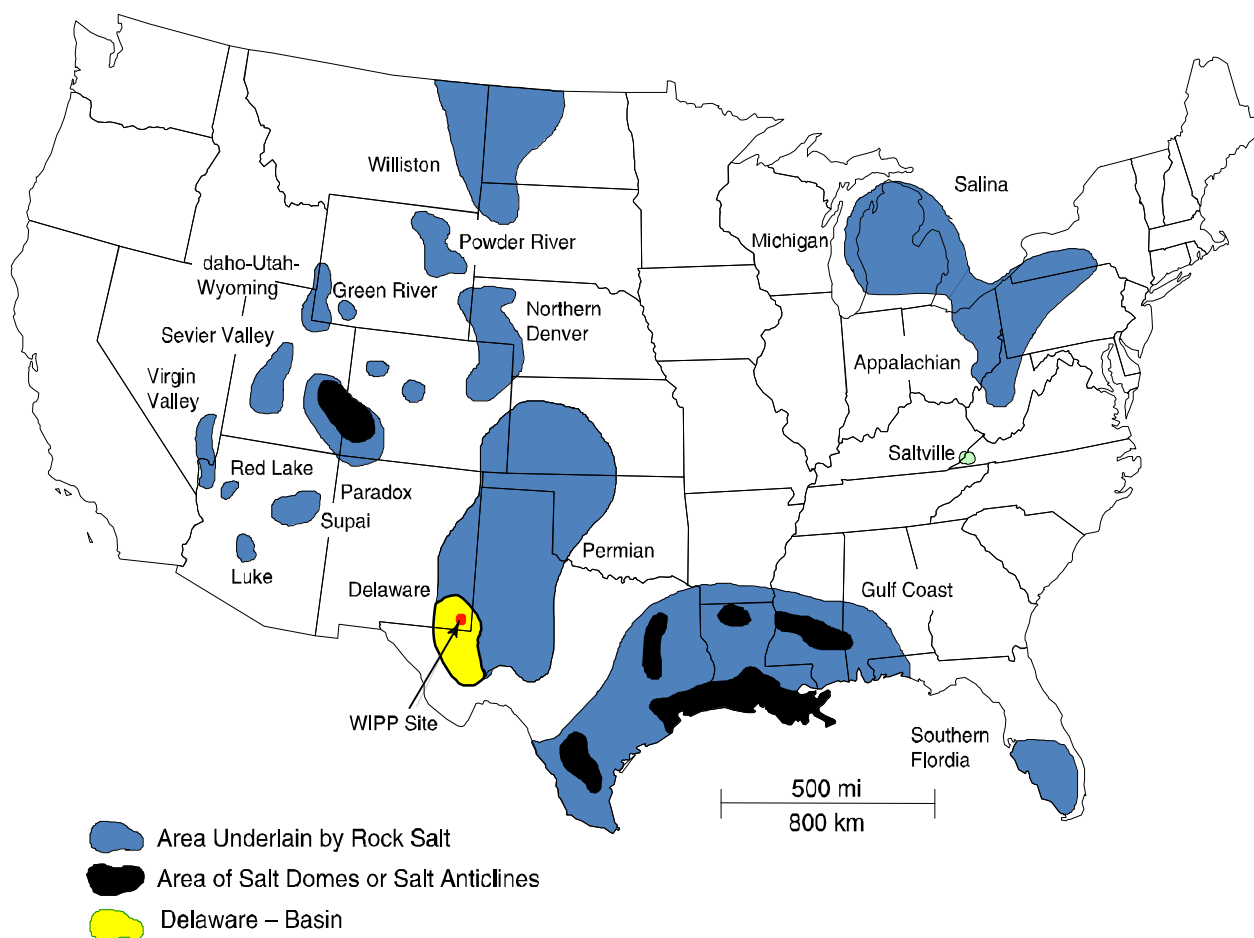 Williston
Salina
Michigan
Powder River
Idaho-Utah-
Wyoming
Green River
Northern
Denver
Sevier Valley
Appalachian
Virgin
Valley
Saltville
Red Lake
Paradox
Supai
Permian
Luke
Delaware
Gulf Coast
WIPP Site
Southern
Flordia
500 mi
800 km
Area Underlain by Rock Salt
Area of Salt Domes or Salt Anticlines
Delaware – Basin